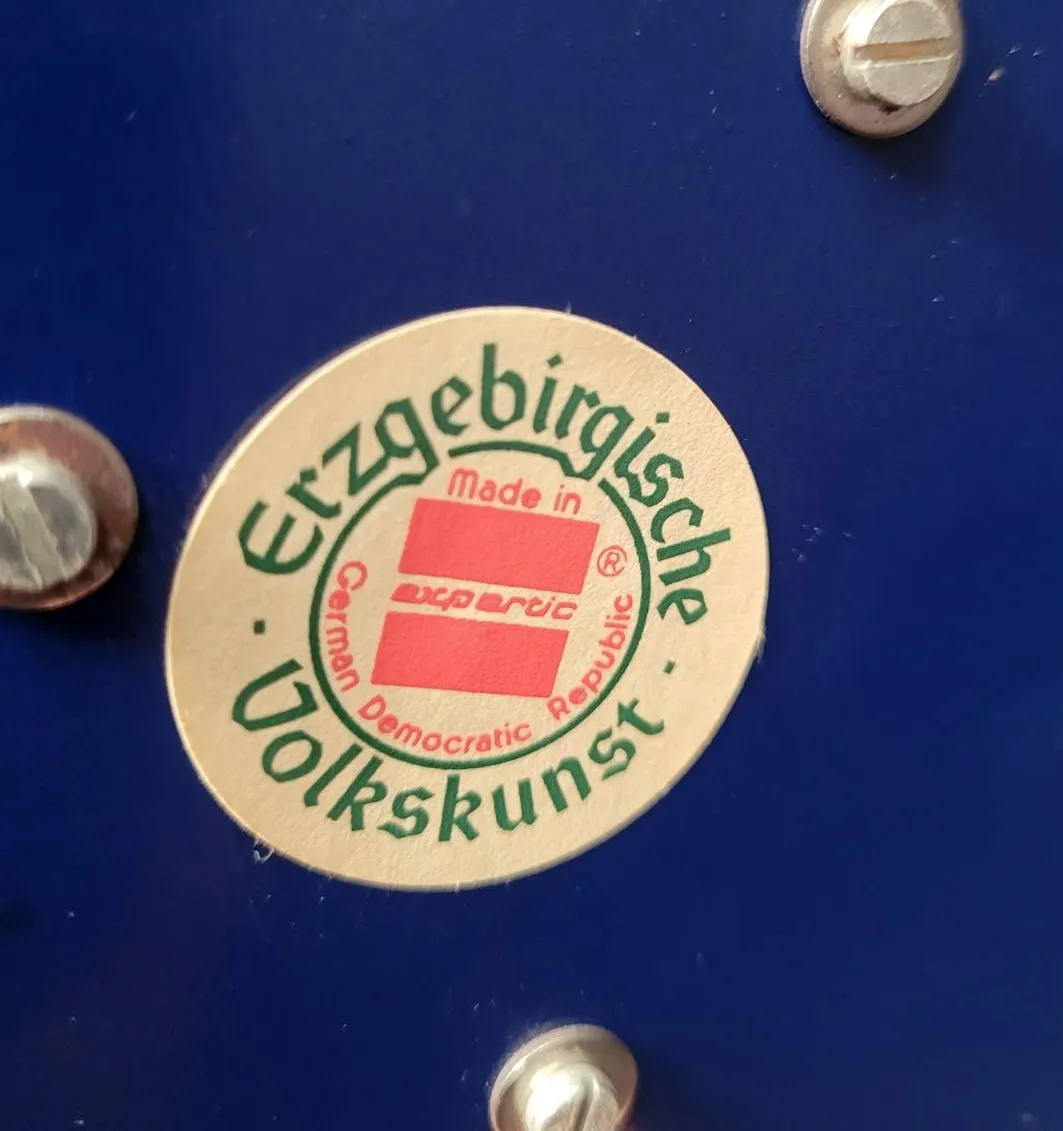 Erzgebirgische
· Volkskunst ·
Made in
expertic
®
German Democratic Republic